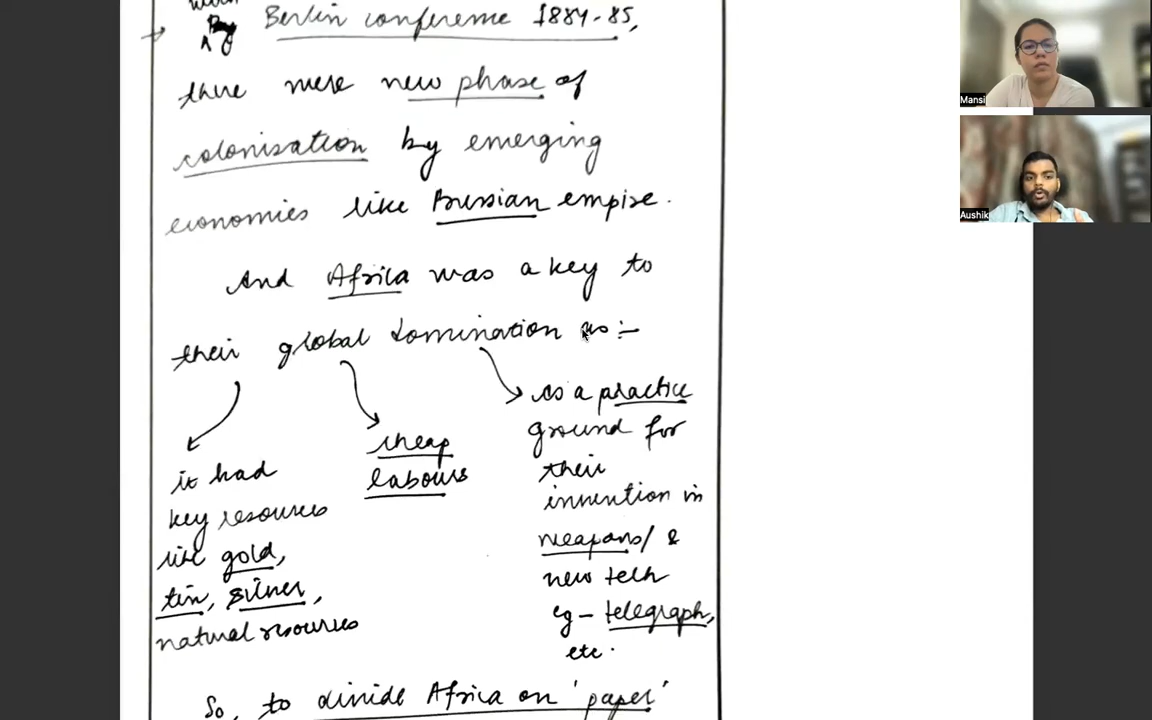 Berlin conference 1884-85,
there were new phase of
colonisation by emerging
economies like Prussian empire.
And Africa was a key to
their global domination as :-
it had
key resources
like gold,
tin, silver,
natural resources
cheap
labours
As a practice
ground for
their
invention in
weapons/ &
new tech
eg - telegraph,
etc.
So, to divide Africa on 'paper'
Mansi
Aushik